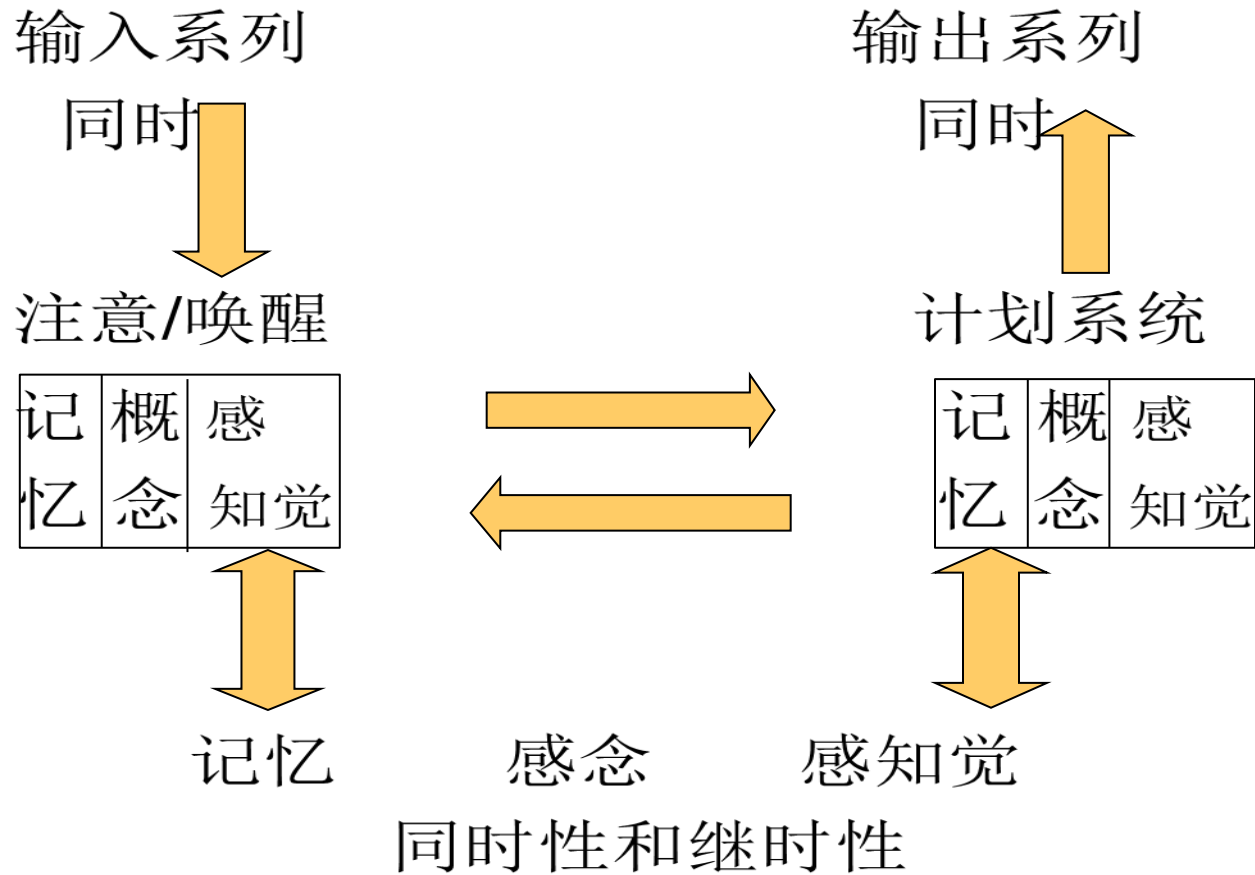 输入系列 输出系列
同时 同时
注意/唤醒 计划系统
记 概 感 记 概 感
忆 念 知觉 忆 念 知觉
记忆 感念 感知觉
同时性和继时性